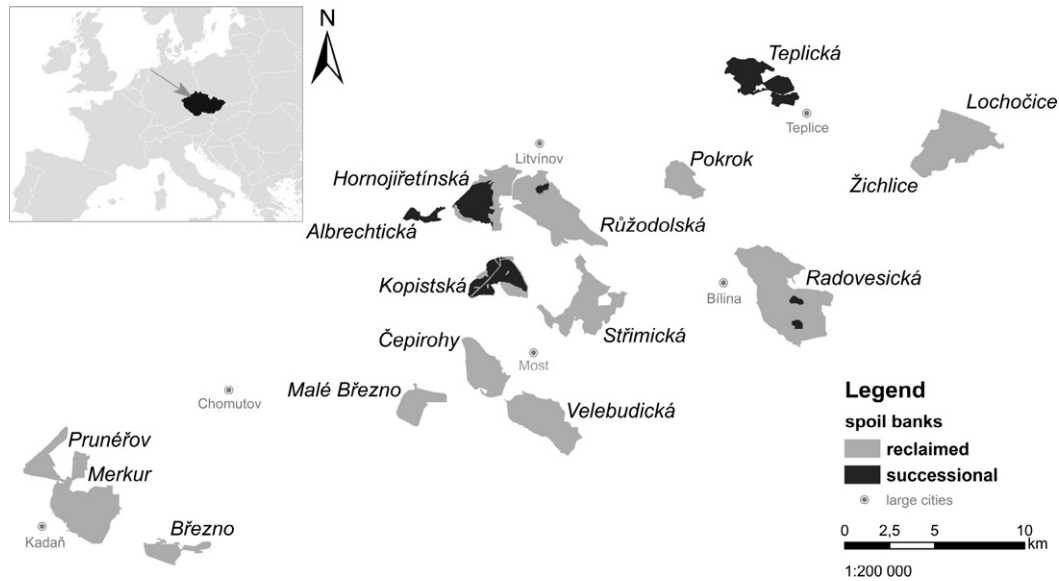 N
Teplická
Lochočice
Teplice
Litvínov
Pokrok
Hornojiřetínská
Žichlice
Albrechtická
Růžodolská
Kopistská
Radovesická
Bílina
Střimická
Čepirohy
Most
Malé Březno
Chomutov
Velebudická
Legend
spoil banks
reclaimed
successional
large cities
Prunéřov
Merkur
Březno
Kadaň
0 2,5 5 10
km
1:200 000